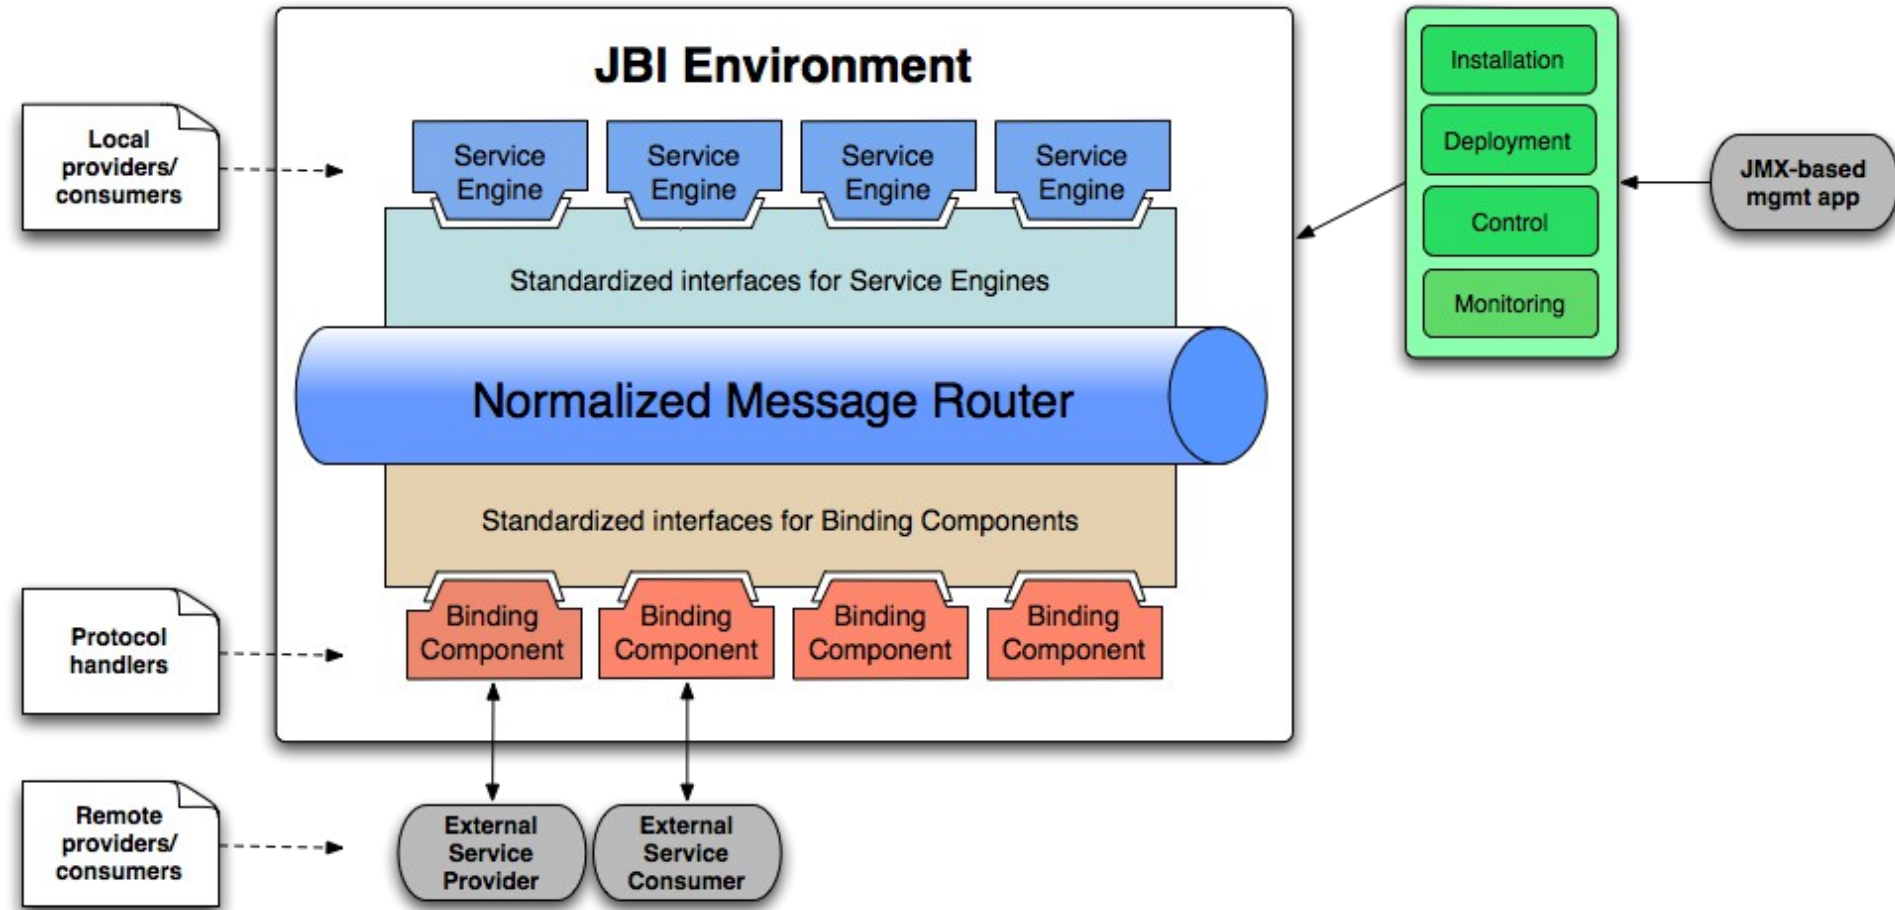 JBI Environment
Installation
Deployment
Control
Monitoring
JMX-based
mgmt app
Local
providers/
consumers
Service
Engine
Service
Engine
Service
Engine
Service
Engine
Standardized interfaces for Service Engines
Normalized Message Router
Standardized interfaces for Binding Components
Protocol
handlers
Binding
Component
Binding
Component
Binding
Component
Binding
Component
Remote
providers/
consumers
External
Service
Provider
External
Service
Consumer